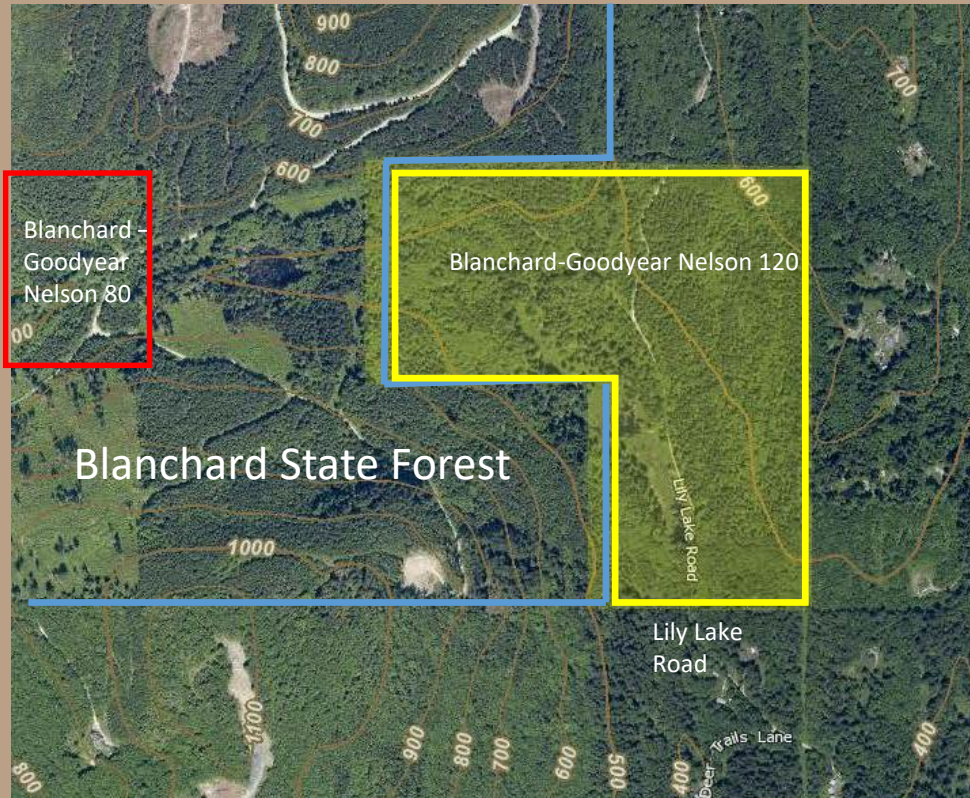 900
800
700
700
600
600
Blanchard –
Goodyear
Nelson 80
Blanchard-Goodyear Nelson 120
00
Blanchard State Forest
Lily Lake Road
1000
Lily Lake
Road
1100
Deer Trails Lane
900
800
700
600
500
400
400
800